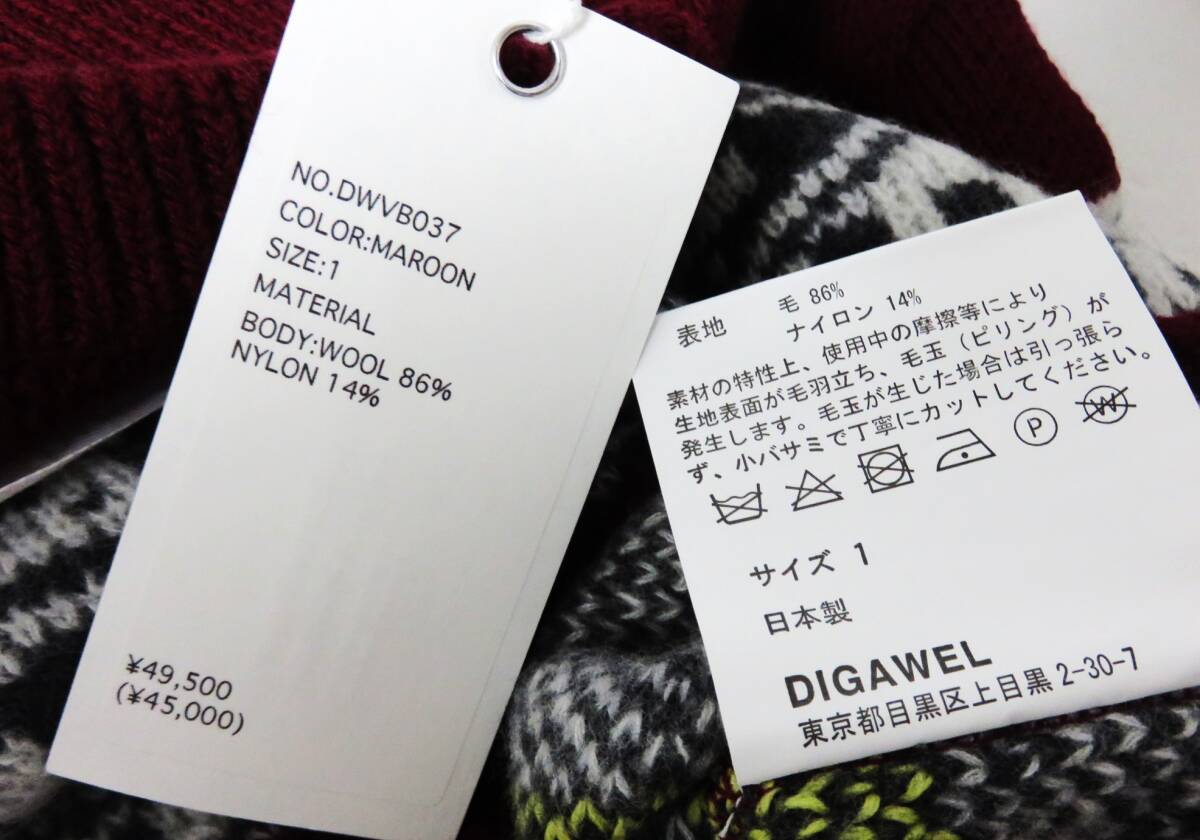 NO.DWVB037
COLOR:MAROON
SIZE:1
MATERIAL
BODY:WOOL 86%
NYLON 14%
¥49,500
(¥45,000)
表地 毛 86%
ナイロン 14%
素材の特性上、使用中の摩擦等により
生地表面が毛羽立ち、毛玉（ピリング）が
発生します。毛玉が生じた場合は引っ張ら
ず、小バサミで丁寧にカットしてください。
P W
サイズ 1
日本製
DIGAWEL
東京都目黒区上目黒 2-30-7